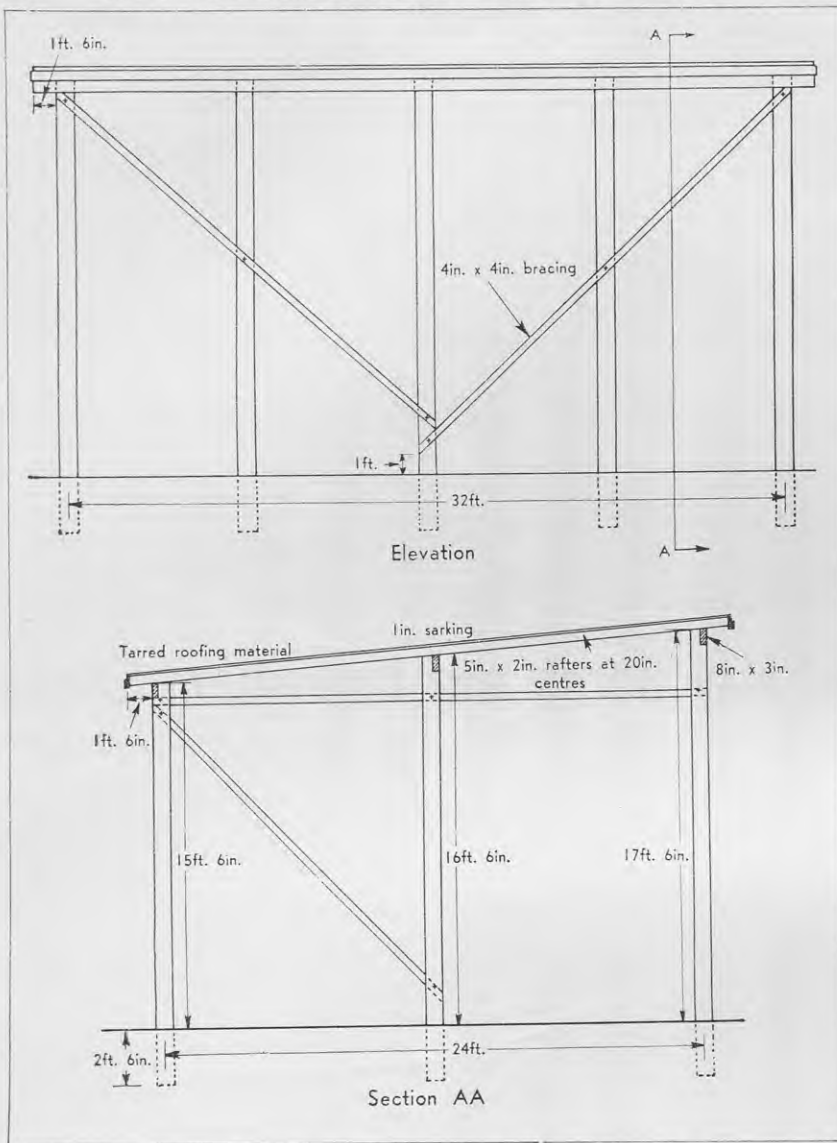 1ft. 6in.
A
4in. x 4in. bracing
1ft.
32ft.
A
Elevation
1in. sarking
Tarred roofing material
5in. x 2in. rafters at 20in.
centres
8in. x 3in.
1ft. 6in.
15ft. 6in.
16ft. 6in.
17ft. 6in.
2ft. 6in.
24ft.
Section AA